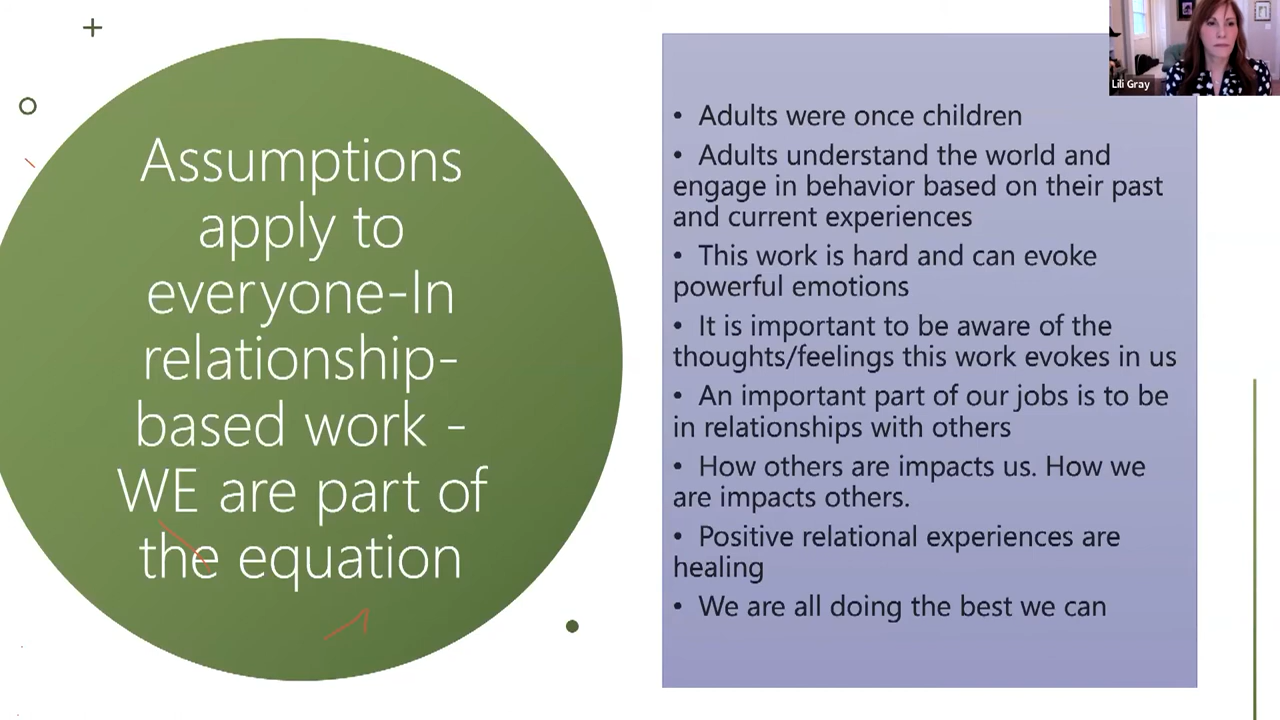 Assumptions
apply to
everyone-In
relationship-
based work -
WE are part of
the equation
• Adults were once children
• Adults understand the world and
engage in behavior based on their past
and current experiences
• This work is hard and can evoke
powerful emotions
• It is important to be aware of the
thoughts/feelings this work evokes in us
• An important part of our jobs is to be
in relationships with others
• How others are impacts us. How we
are impacts others.
• Positive relational experiences are
healing
• We are all doing the best we can
Lili Gray